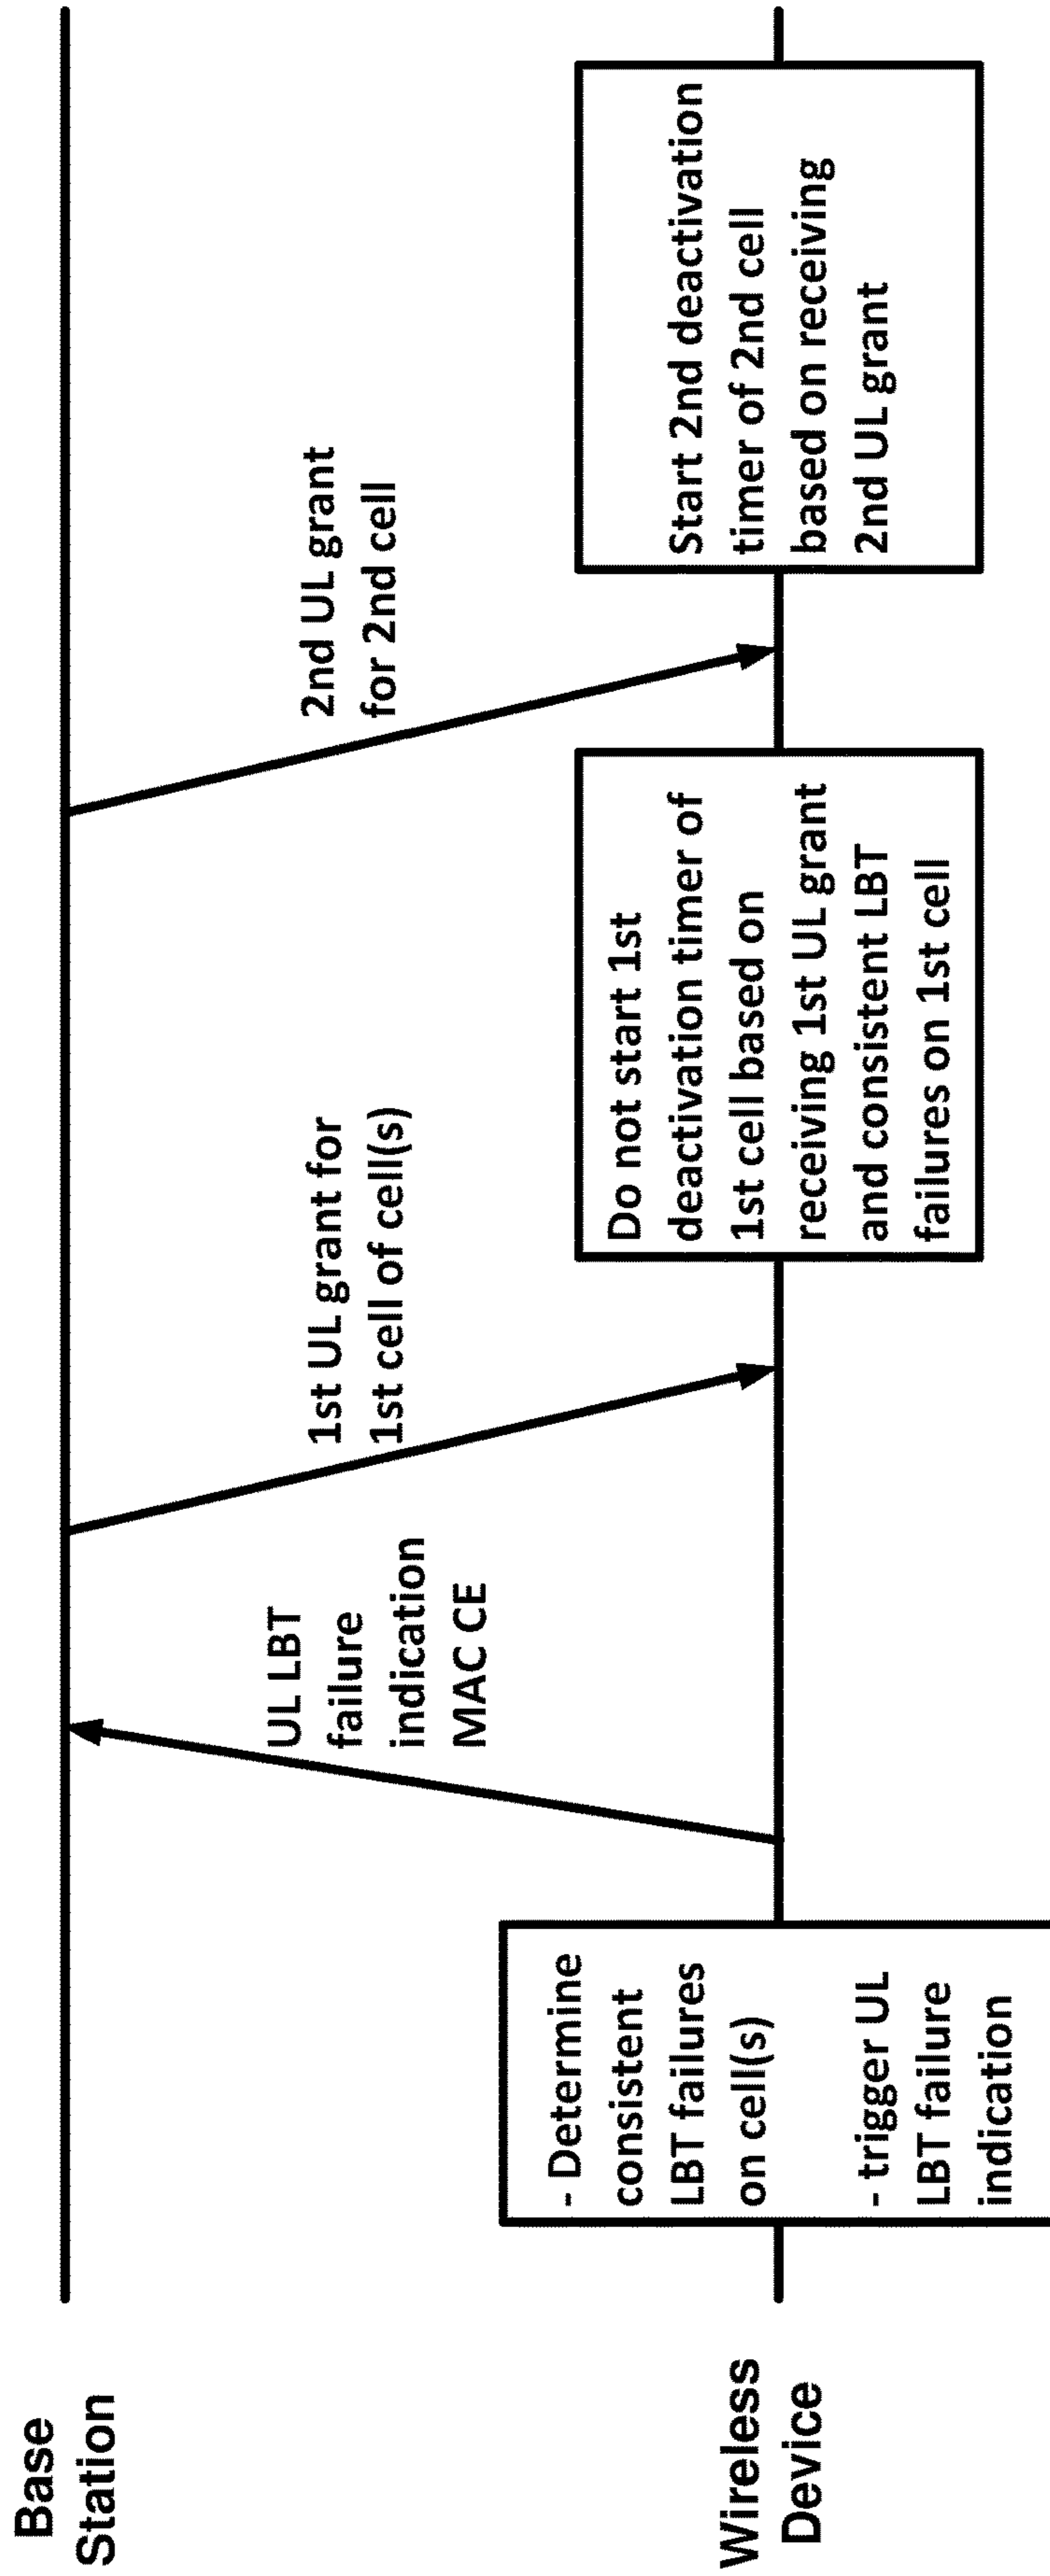 Base
Station
Wireless
Device
- Determine
consistent
LBT failures
on cell(s)
- trigger UL
LBT failure
indication
UL LBT
failure
indication
MAC CE
1st UL grant for
1st cell of cell(s)
Do not start 1st
deactivation timer of
1st cell based on
receiving 1st UL grant
and consistent LBT
failures on 1st cell
2nd UL grant
for 2nd cell
Start 2nd deactivation
timer of 2nd cell
based on receiving
2nd UL grant